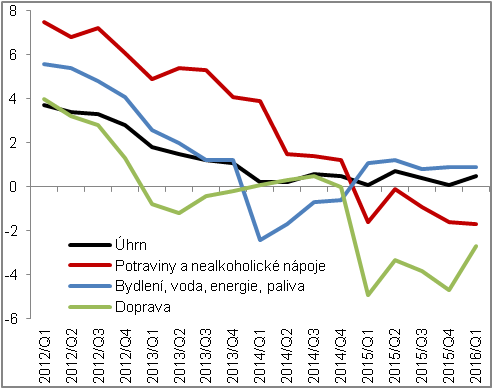 8
6
4
2
0
-2
-4
-6
Úhrn
Potraviny a nealkoholické nápoje
Bydlení, voda, energie, paliva
Doprava
2012/Q1
2012/Q2
2012/Q3
2012/Q4
2013/Q1
2013/Q2
2013/Q3
2013/Q4
2014/Q1
2014/Q2
2014/Q3
2014/Q4
2015/Q1
2015/Q2
2015/Q3
2015/Q4
2016/Q1